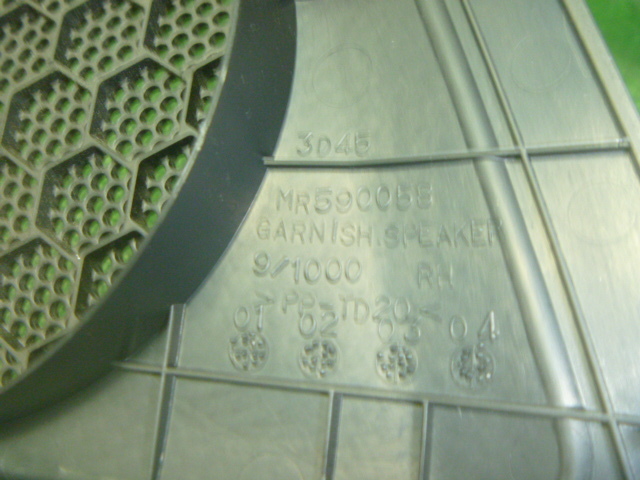 3D45
MR590058
GARNISH.SPEAKER
9/1000 RH
>PP-TD20<
01 02 03 04